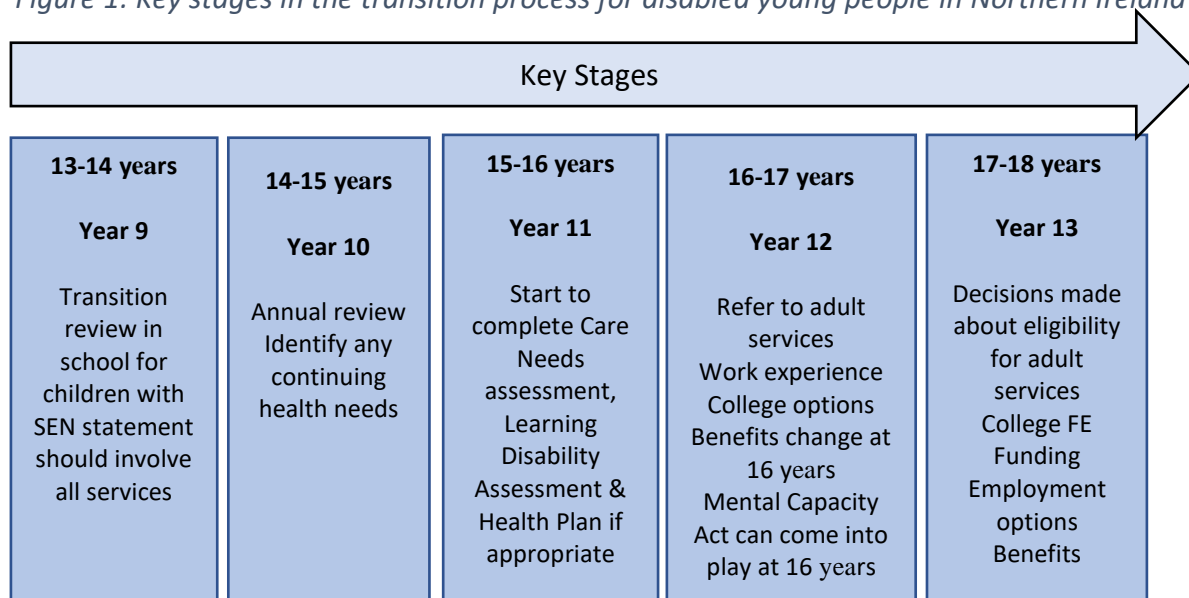 Figure 1: Key stages in the transition process for disabled young people in Northern Ireland
Key Stages
13-14 years
Year 9
Transition
review in
school for
children with
SEN statement
should involve
all services
14-15 years
Year 10
Annual review
Identify any
continuing
health needs
15-16 years
Year 11
Start to
complete Care
Needs
assessment,
Learning
Disability
Assessment &
Health Plan if
appropriate
16-17 years
Year 12
Refer to adult
services
Work experience
College options
Benefits change at
16 years
Mental Capacity
Act can come into
play at 16 years
17-18 years
Year 13
Decisions made
about eligibility
for adult
services
College FE
Funding
Employment
options
Benefits